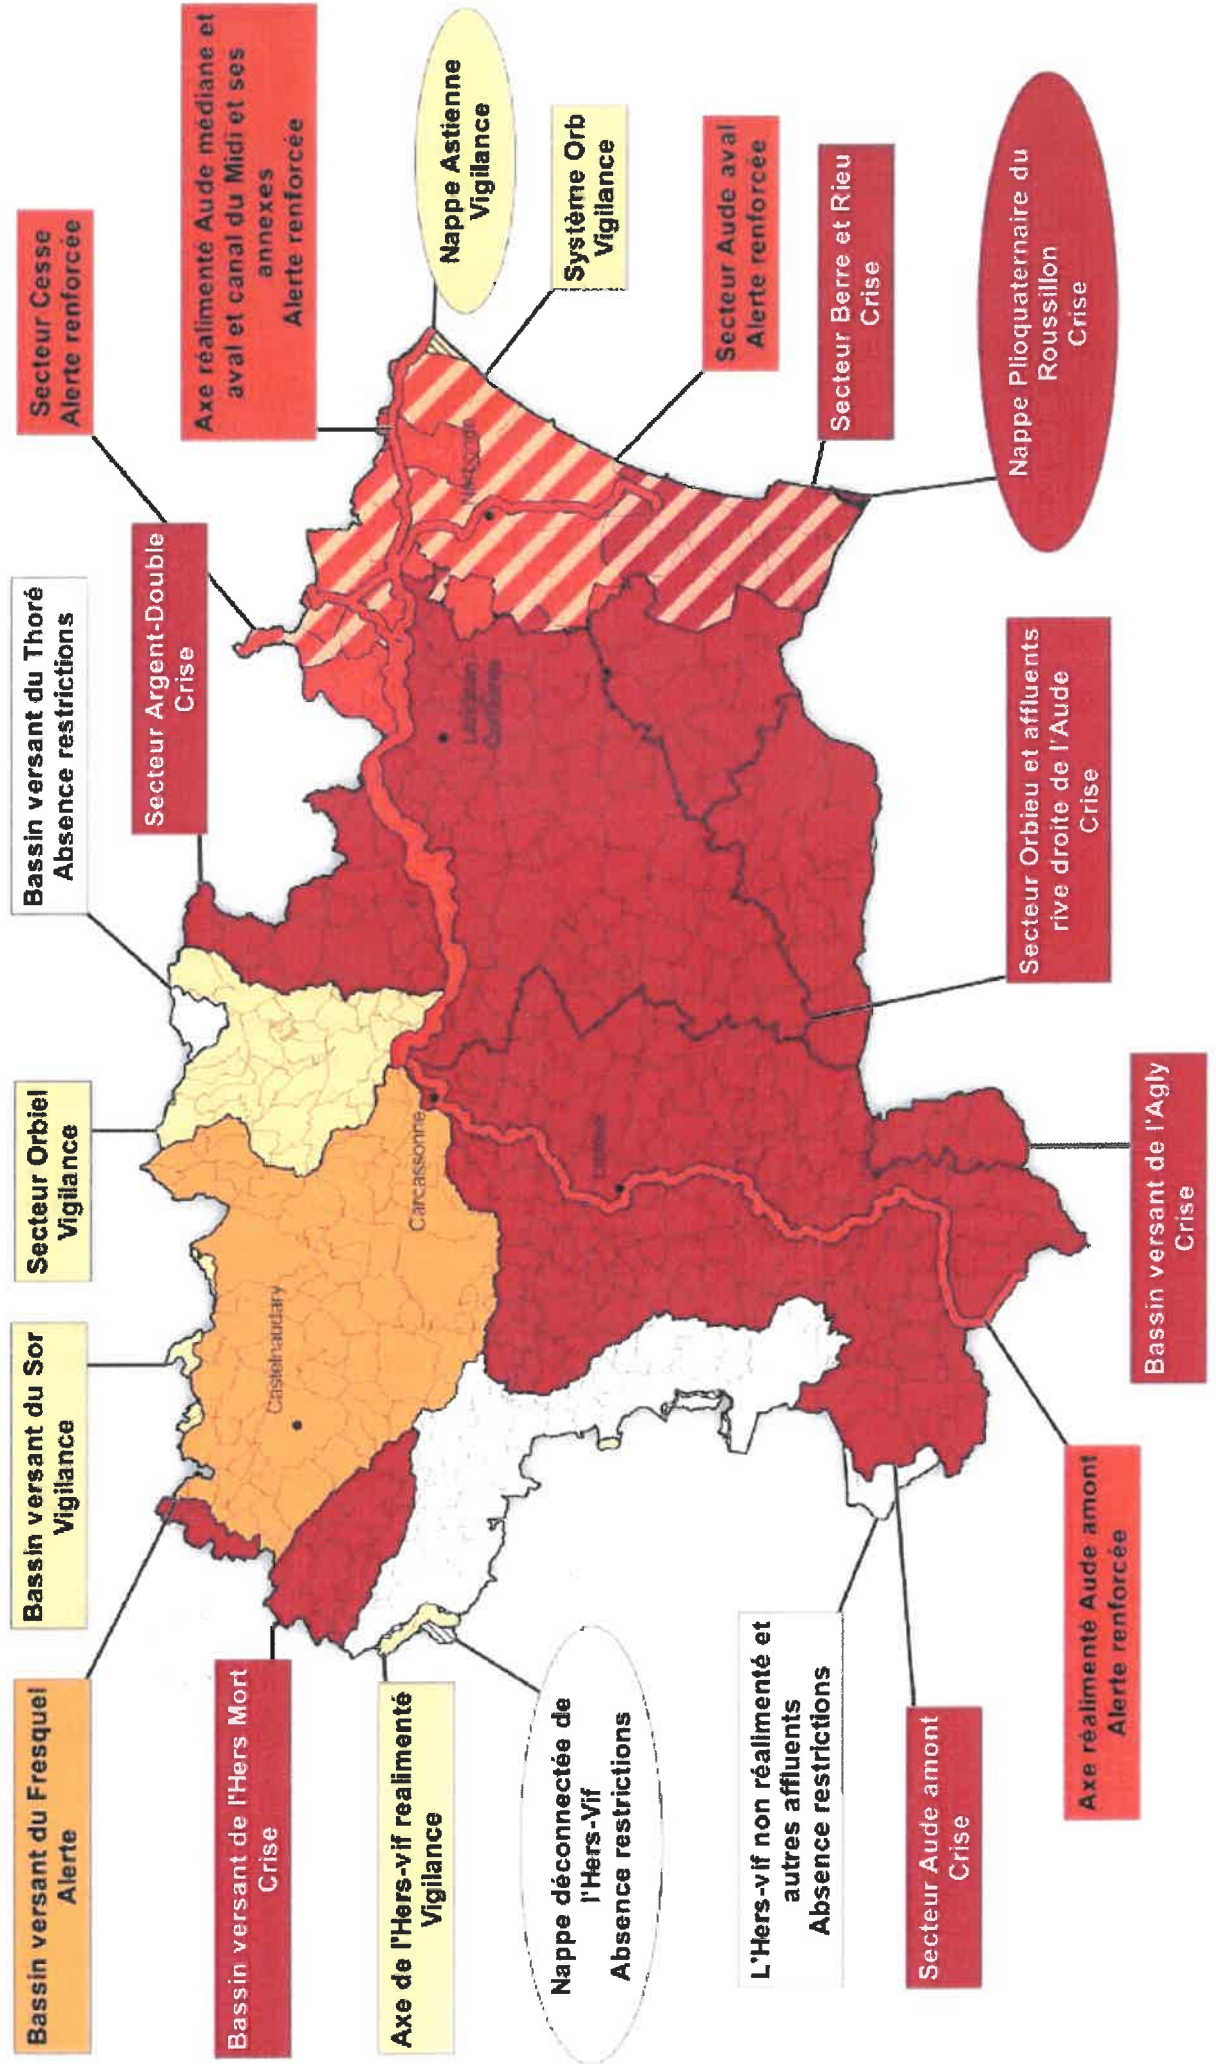 Bassin versant du Fresquel
Alerte
Bassin versant du Sor
Vigilance
Secteur Orbiel
Vigilance
Bassin versant du Thoré
Absence restrictions
Secteur Cesse
Alerte renforcée
Secteur Argent-Double
Crise
Axe réalimenté Aude médiane et
aval et canal du Midi et ses
annexes
Alerte renforcée
Bassin versant de l'Hers Mort
Crise
Castelnaudary
Carcassonne
Nappe Astienne
Vigilance
Axe de l'Hers-vif realimenté
Vigilance
Système Orb
Vigilance
Nappe déconnectée de
l'Hers-Vif
Absence restrictions
Secteur Aude aval
Alerte renforcée
L'Hers-vif non réalimenté et
autres affluents
Absence restrictions
Secteur Berre et Rieu
Crise
Secteur Aude amont
Crise
Nappe Plioquaternaire du
Roussillon
Crise
Secteur Orbieu et affluents
rive droite de l'Aude
Crise
Axe réalimenté Aude amont
Alerte renforcée
Bassin versant de l'Agly
Crise